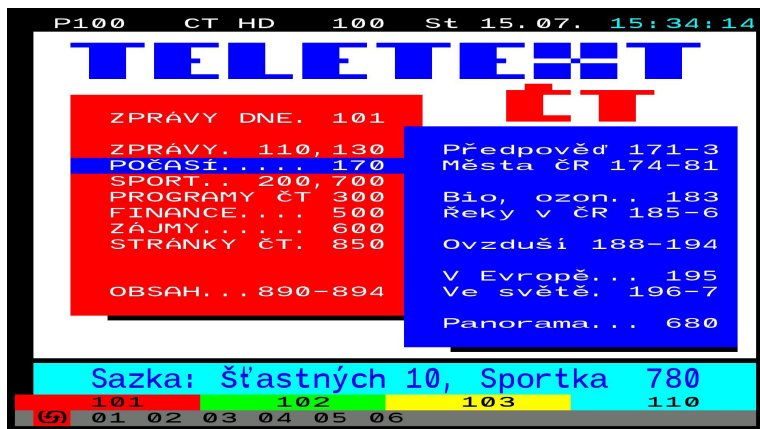 P100 CT HD 100 St 15.07. 15:34:14
TELETEXT
ČT
ZPRÁVY DNE. 101
ZPRÁVY. 110,130
POČASÍ..... 170
SPORT.. 200,700
PROGRAMY ČT 300
FINANCE.... 500
ZÁJMY...... 600
STRÁNKY ČT. 850
OBSAH...890-894
Předpověď 171-3
Města ČR 174-81
Bio, ozon.. 183
Řeky v ČR 185-6
Ovzduší 188-194
V Evropě... 195
Ve světě. 196-7
Panorama... 680
Sazka: Šťastných 10, Sportka 780
101 102 103 110
01 02 03 04 05 06